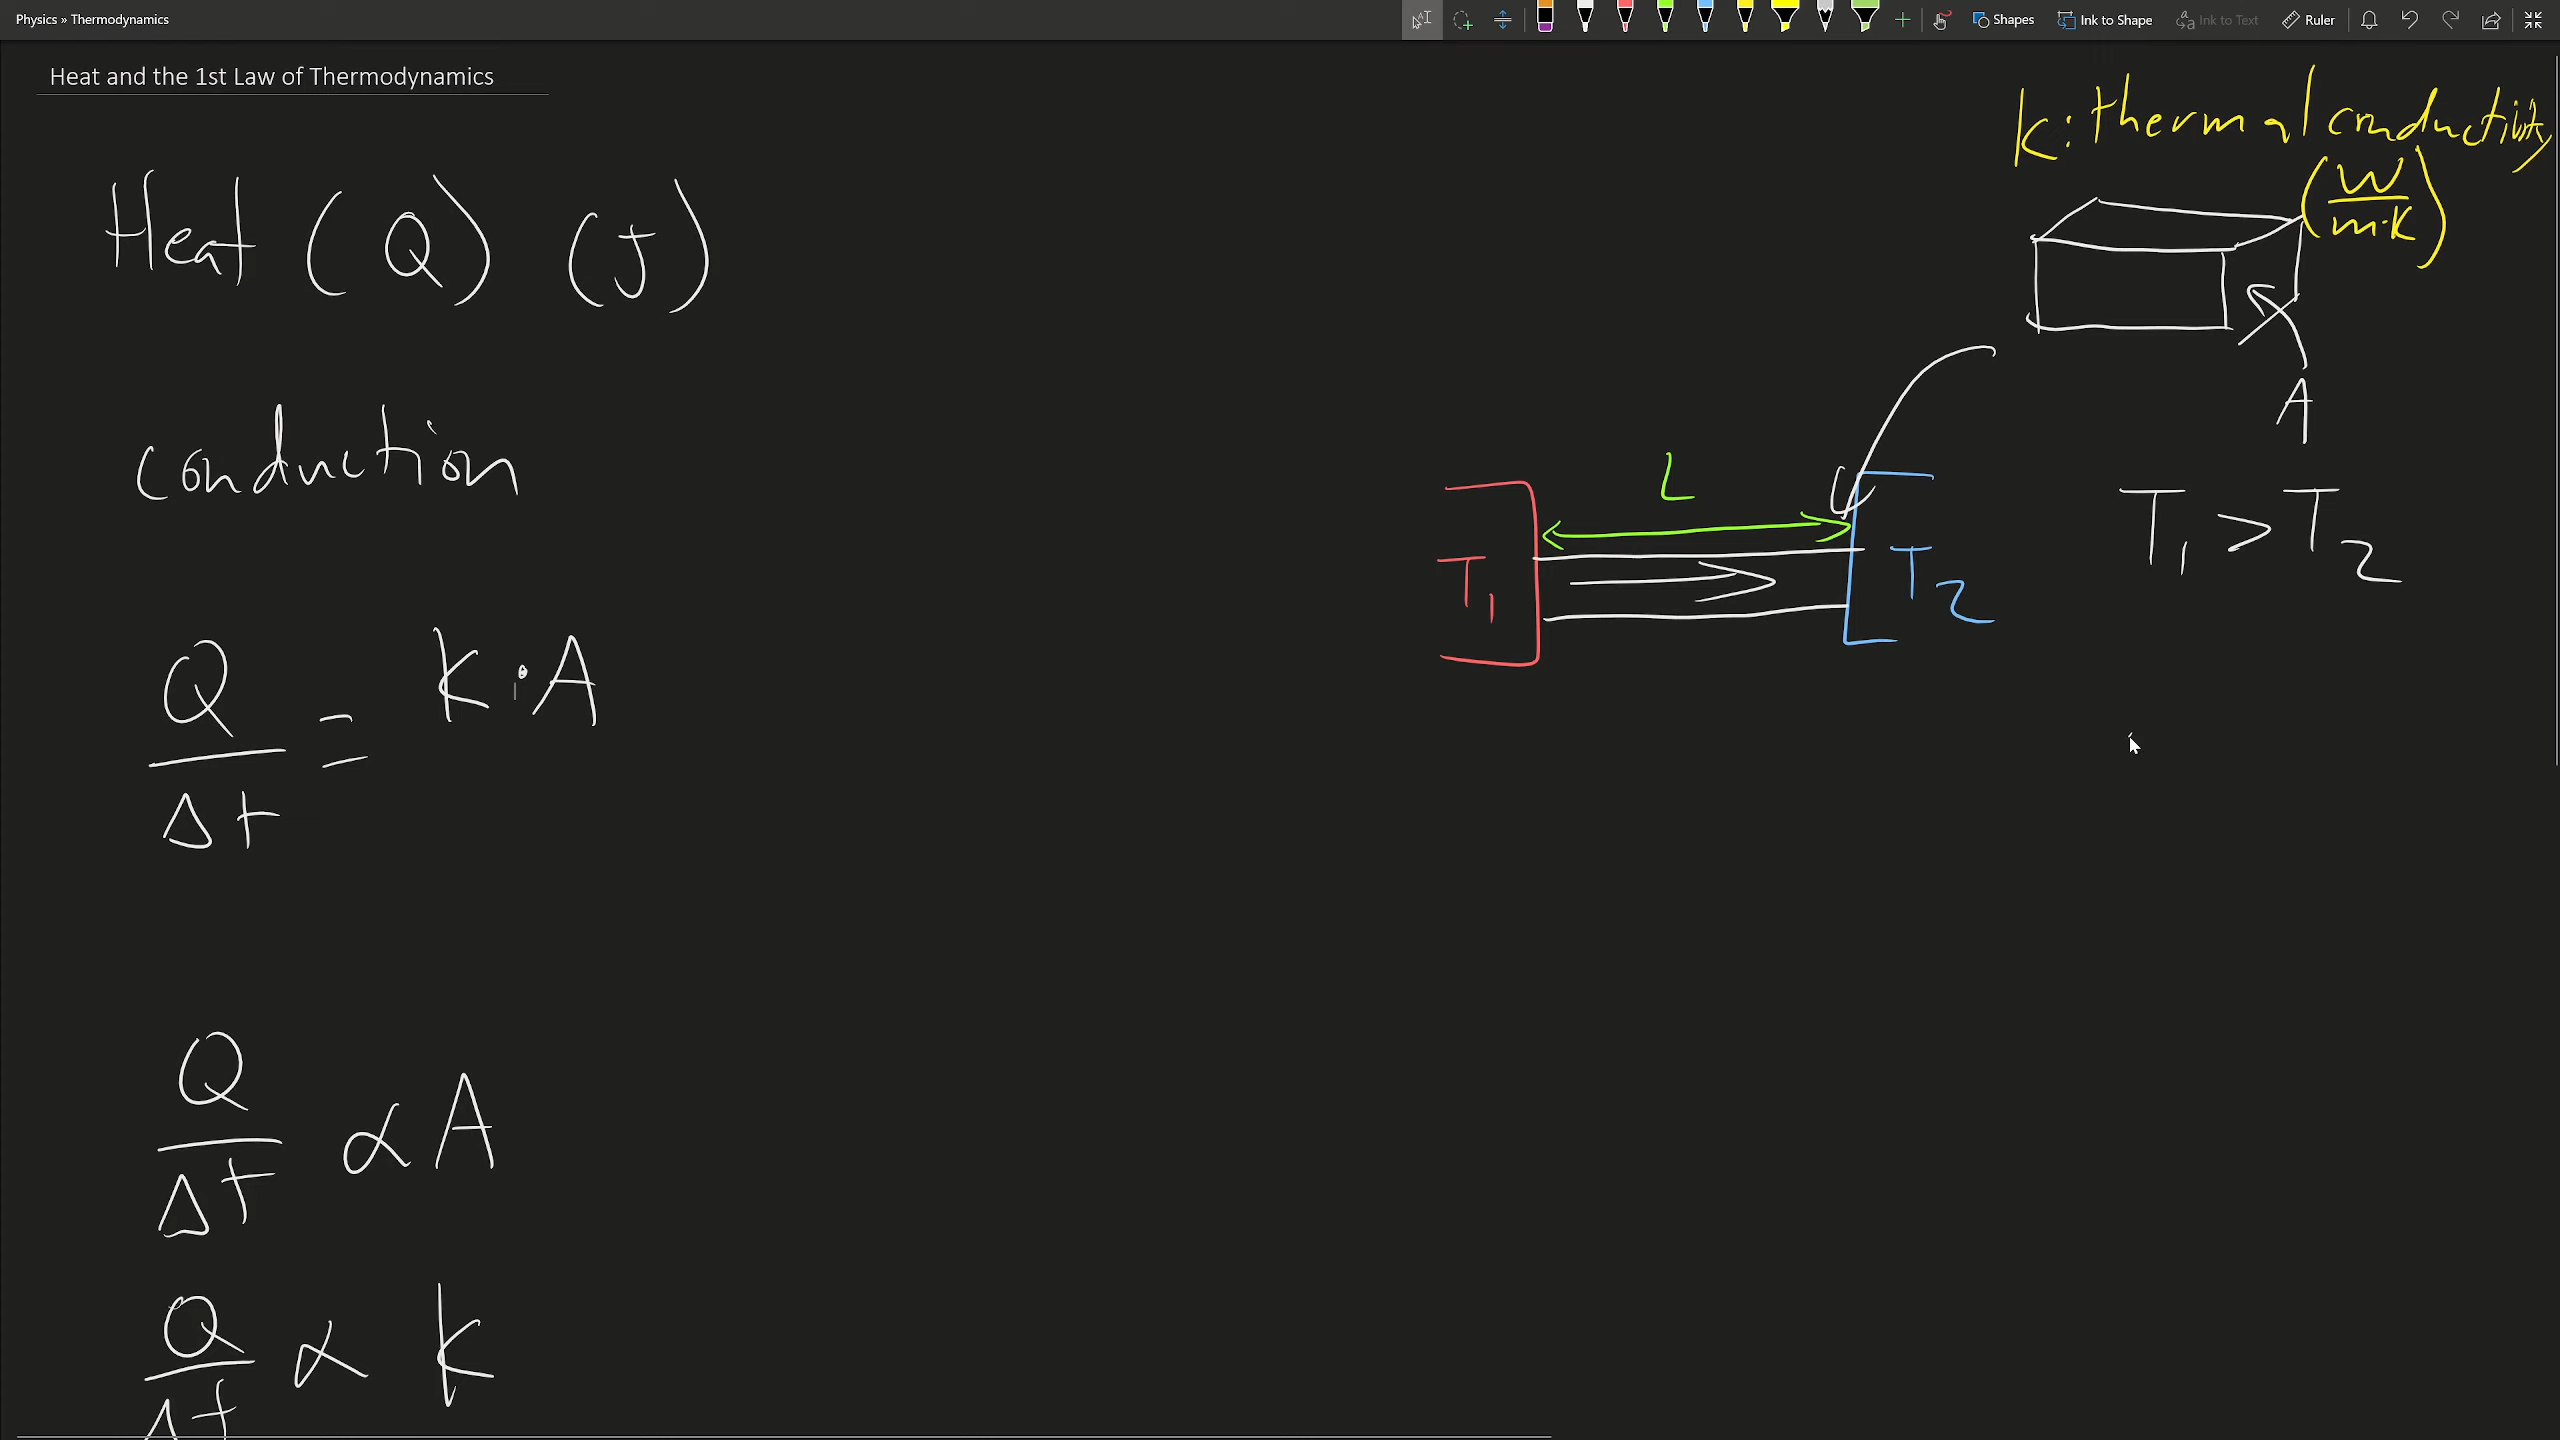 Physics » Thermodynamics
Shapes Ink to Shape Ink to Text Ruler
Heat and the 1st Law of Thermodynamics
k: thermal conductivity
(W/m·K)
Heat (Q) (J)
A
conduction
L
T₁ T₂
T₁ > T₂
Q/Δt = k·A
Q/Δt ∝ A
Q/Δt ∝ k